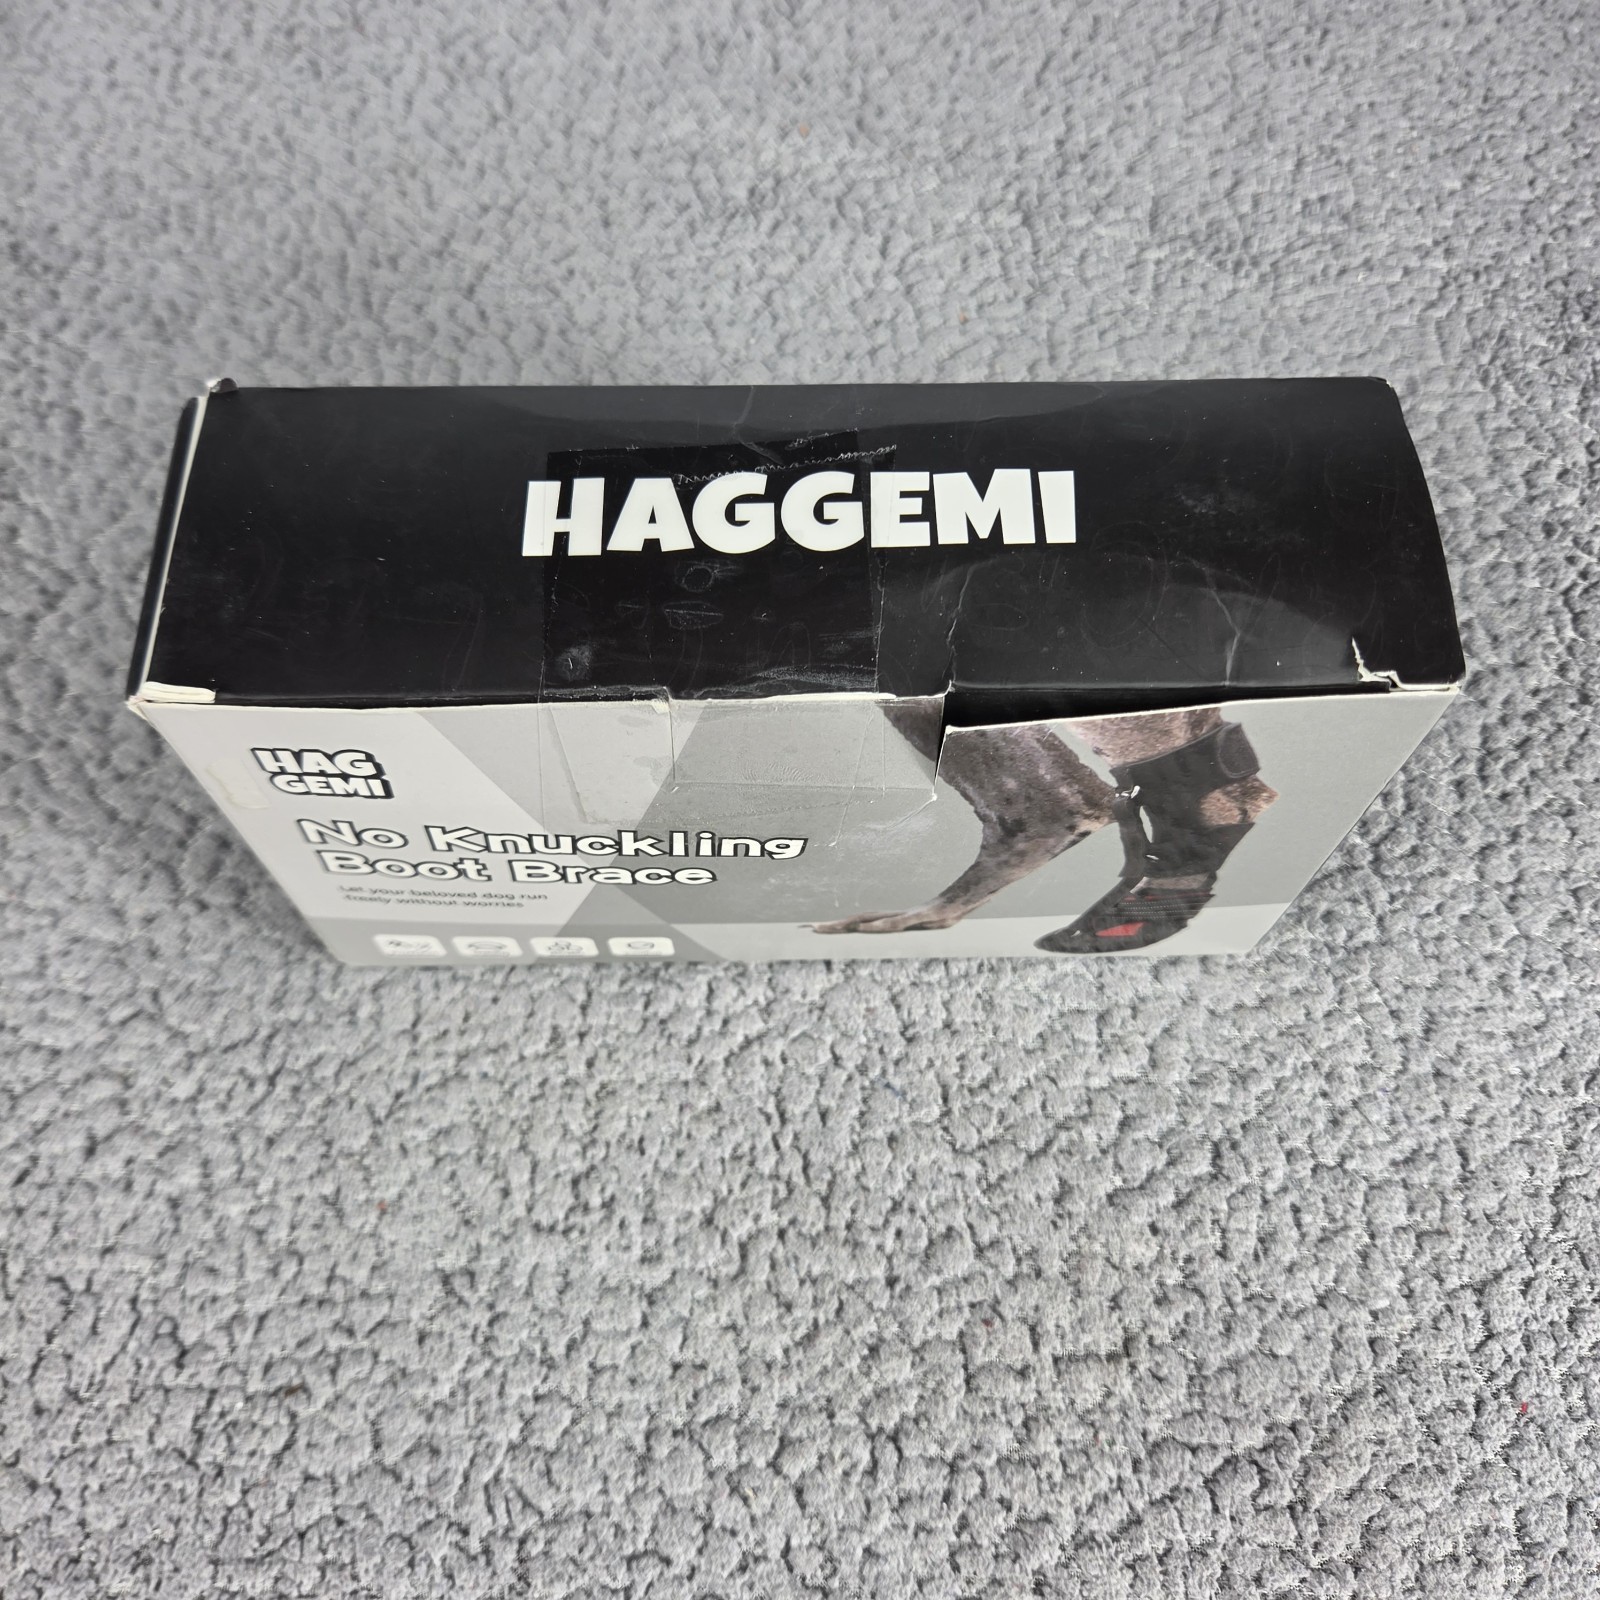 HAGGEMI
HAG
GEMI
No Knuckling
Boot Brace
Let your beloved dog run
freely without worries